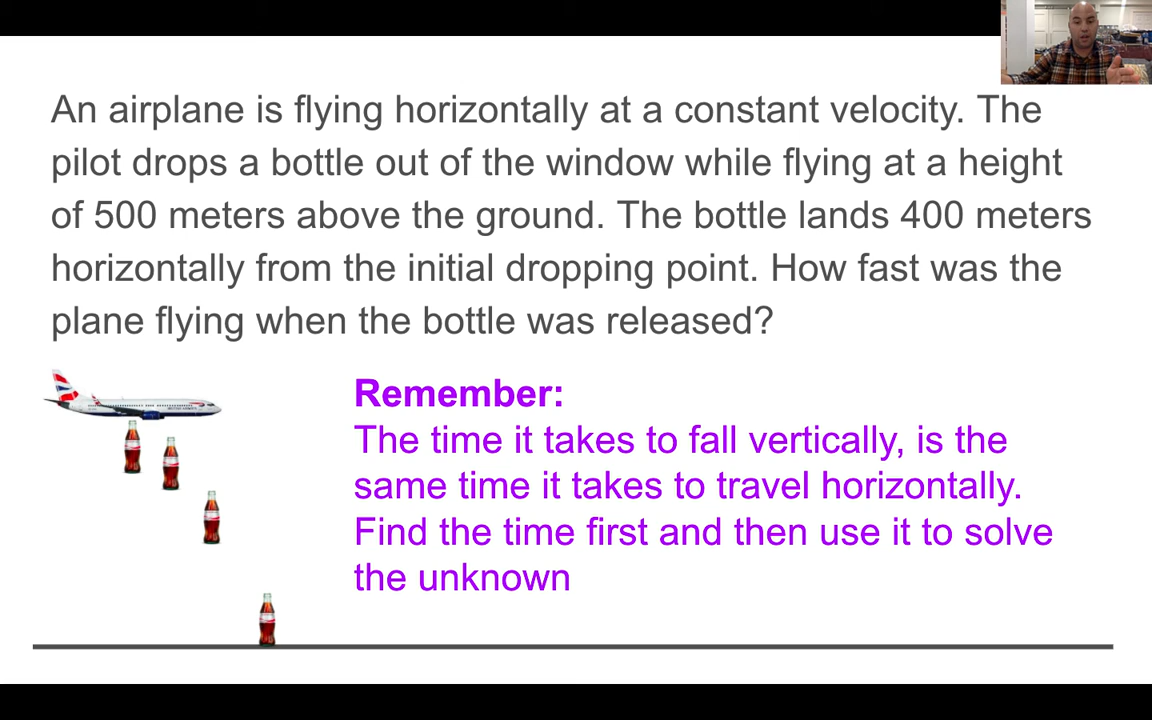 An airplane is flying horizontally at a constant velocity. The
pilot drops a bottle out of the window while flying at a height
of 500 meters above the ground. The bottle lands 400 meters
horizontally from the initial dropping point. How fast was the
plane flying when the bottle was released?
Remember:
The time it takes to fall vertically, is the
same time it takes to travel horizontally.
Find the time first and then use it to solve
the unknown